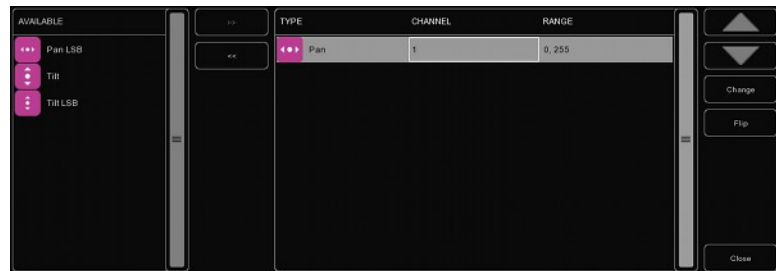 AVAILABLE
Pan LSB
Tilt
Tilt LSB
>>
<<
TYPE CHANNEL RANGE
Pan 1 0, 255
Change
Flip
Close